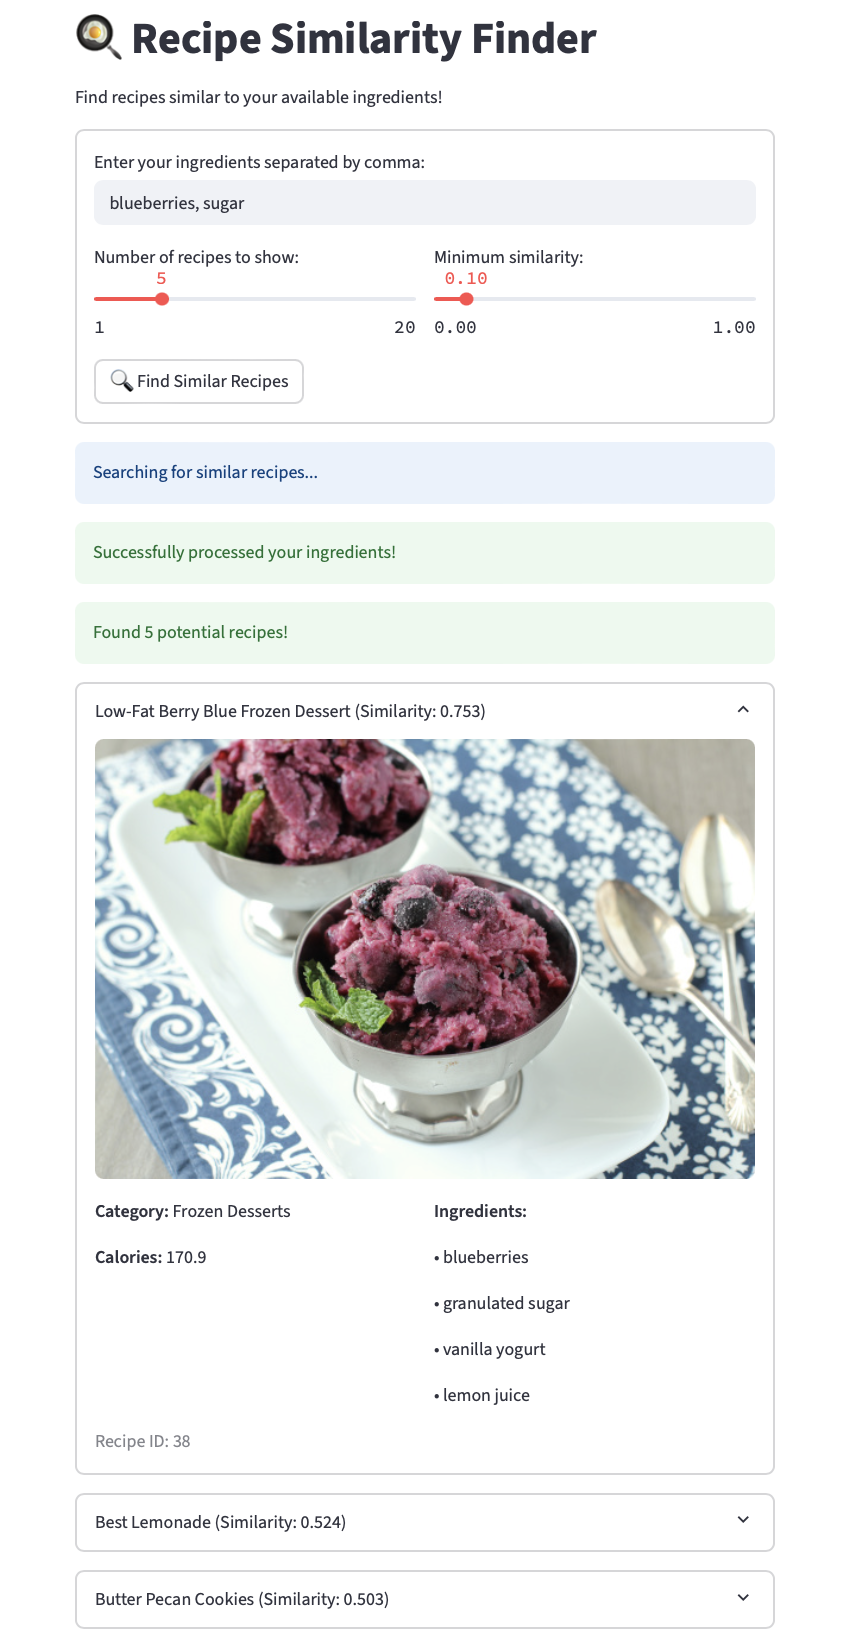 Recipe Similarity Finder
Find recipes similar to your available ingredients!
Enter your ingredients separated by comma:
blueberries, sugar
Number of recipes to show:
5
1 20
Minimum similarity:
0.10
0.00 1.00
Find Similar Recipes
Searching for similar recipes...
Successfully processed your ingredients!
Found 5 potential recipes!
Low-Fat Berry Blue Frozen Dessert (Similarity: 0.753)
Category: Frozen Desserts
Calories: 170.9
Ingredients:
• blueberries
• granulated sugar
• vanilla yogurt
• lemon juice
Recipe ID: 38
Best Lemonade (Similarity: 0.524)
Butter Pecan Cookies (Similarity: 0.503)